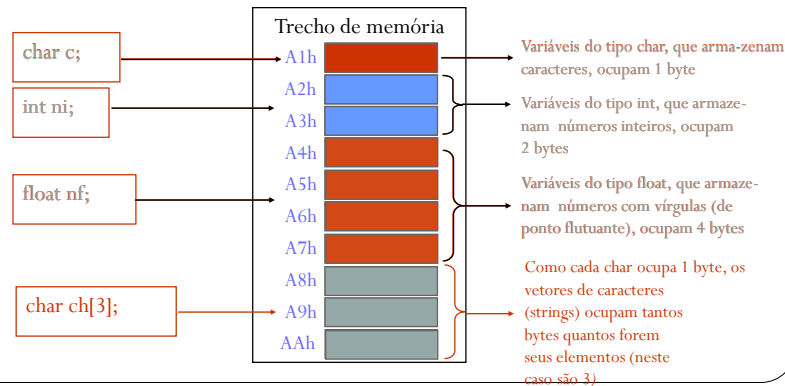 Trecho de memória
char c;
int ni;
float nf;
char ch[3];
A1h
A2h
A3h
A4h
A5h
A6h
A7h
A8h
A9h
AAh
Variáveis do tipo char, que arma-zenam
caracteres, ocupam 1 byte
Variáveis do tipo int, que armaze-
nam números inteiros, ocupam
2 bytes
Variáveis do tipo float, que armaze-
nam números com vírgulas (de
ponto flutuante), ocupam 4 bytes
Como cada char ocupa 1 byte, os
vetores de caracteres
(strings) ocupam tantos
bytes quantos forem
seus elementos (neste
caso são 3)